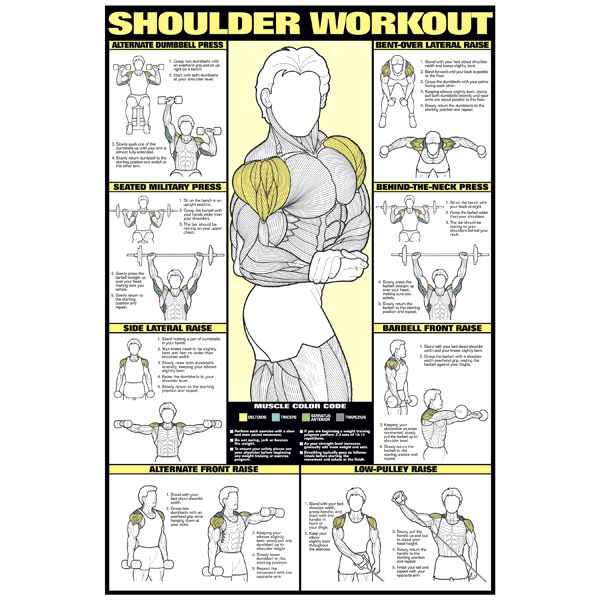 SHOULDER WORKOUT
ALTERNATE DUMBBELL PRESS
1. Grasp two dumbbells with
an overhand grip and sit up-
right on a bench.
2. Start with both dumbbells
at your shoulder level.
3. Slowly push one of the
dumbbells up until your arm is
almost fully extended.
4. Slowly return dumbbell to the
starting position and switch to
the other arm.
SEATED MILITARY PRESS
1. Sit on the bench in an
upright position.
2. Grasp the barbell with
your hands wider than
your shoulders.
3. The bar should be
resting on your upper
chest.
4. Slowly press the
barbell straight up
over your head,
making sure you
exhale.
5. Slowly return to
the starting
position and
repeat.
SIDE LATERAL RAISE
1. Stand holding a pair of dumbbells
in your hands.
2. Your knees need to be slightly
bent and feet no wider than
shoulder width.
3. Slowly raise both dumbbells
laterally, keeping your elbows
slightly bent.
4. Raise the dumbbells to your
shoulder level.
5. Slowly return to the starting
position and repeat
BENT-OVER LATERAL RAISE
1. Stand with your feet about shoulder
width and knees slightly bent.
2. Bend forward until your back is parallel
to the floor.
3. Grasp the dumbbells with your palms
facing each other.
4. Keeping elbows slightly bent, slowly
pull both dumbbells laterally until your
arms are about parallel to the floor.
5. Slowly return the dumbbells to the
starting position and repeat.
BEHIND-THE-NECK PRESS
1. Sit on the bench with
your back straight.
2. Grasp the barbell wider
than your shoulders.
3. The bar should be
resting on your
shoulders behind your
neck.
4. Slowly press the
barbell straight up
over your head,
making sure you
exhale.
5. Slowly return the
barbell to the starting
position and repeat.
BARBELL FRONT RAISE
1. Stand with your feet about shoulder
width and knees slightly bent.
2. Grasp the barbell with a shoulder
width overhand grip, resting the
barbell against your thighs.
3. Keeping your
abdominal muscles
contracted, slowly
pull the barbell up to
shoulder level.
4. Slowly return the
barbell to the
starting position
and repeat.
MUSCLE COLOR CODE
DELTOIDS TRICEPS SERRATUS ANTERIOR TRAPEZIUS
Perform each exercise with a slow
and even speed movement.
Do not swing, jerk or bounce
the weight.
To ensure your safety please see
your physician before beginning
any weight training or exercise
program.
If you are beginning a weight training
program perform 2-3 sets of 10-12
repetitions.
As your strength level increases
gradually add more weight and sets.
Breathing typically goes as follows:
inhale before starting the
movement and exhale at the finish.
ALTERNATE FRONT RAISE
1. Stand with your
feet about shoulder
width.
2. Grasp two
dumbbells with an
overhand grip, arms
hanging down at
your sides.
3. Keeping your
elbows slightly
bent, slowly pull
one dumbbell up to
shoulder height.
4. Slowly lower
dumbbell to the
starting position.
5. Repeat the
movement with the
opposite arm.
LOW-PULLEY RAISE
1. Stand with your feet
shoulder width,
grasp handle, and
start with the
handle in
front of your
thigh.
2. Keep your
elbow slightly
bent
throughout
the exercise.
3. Slowly pull the
handle up and out
to about your
head height.
4. Slowly return the
handle to the
starting position
and repeat.
5. Finish your set and
repeat with your
opposite arm.